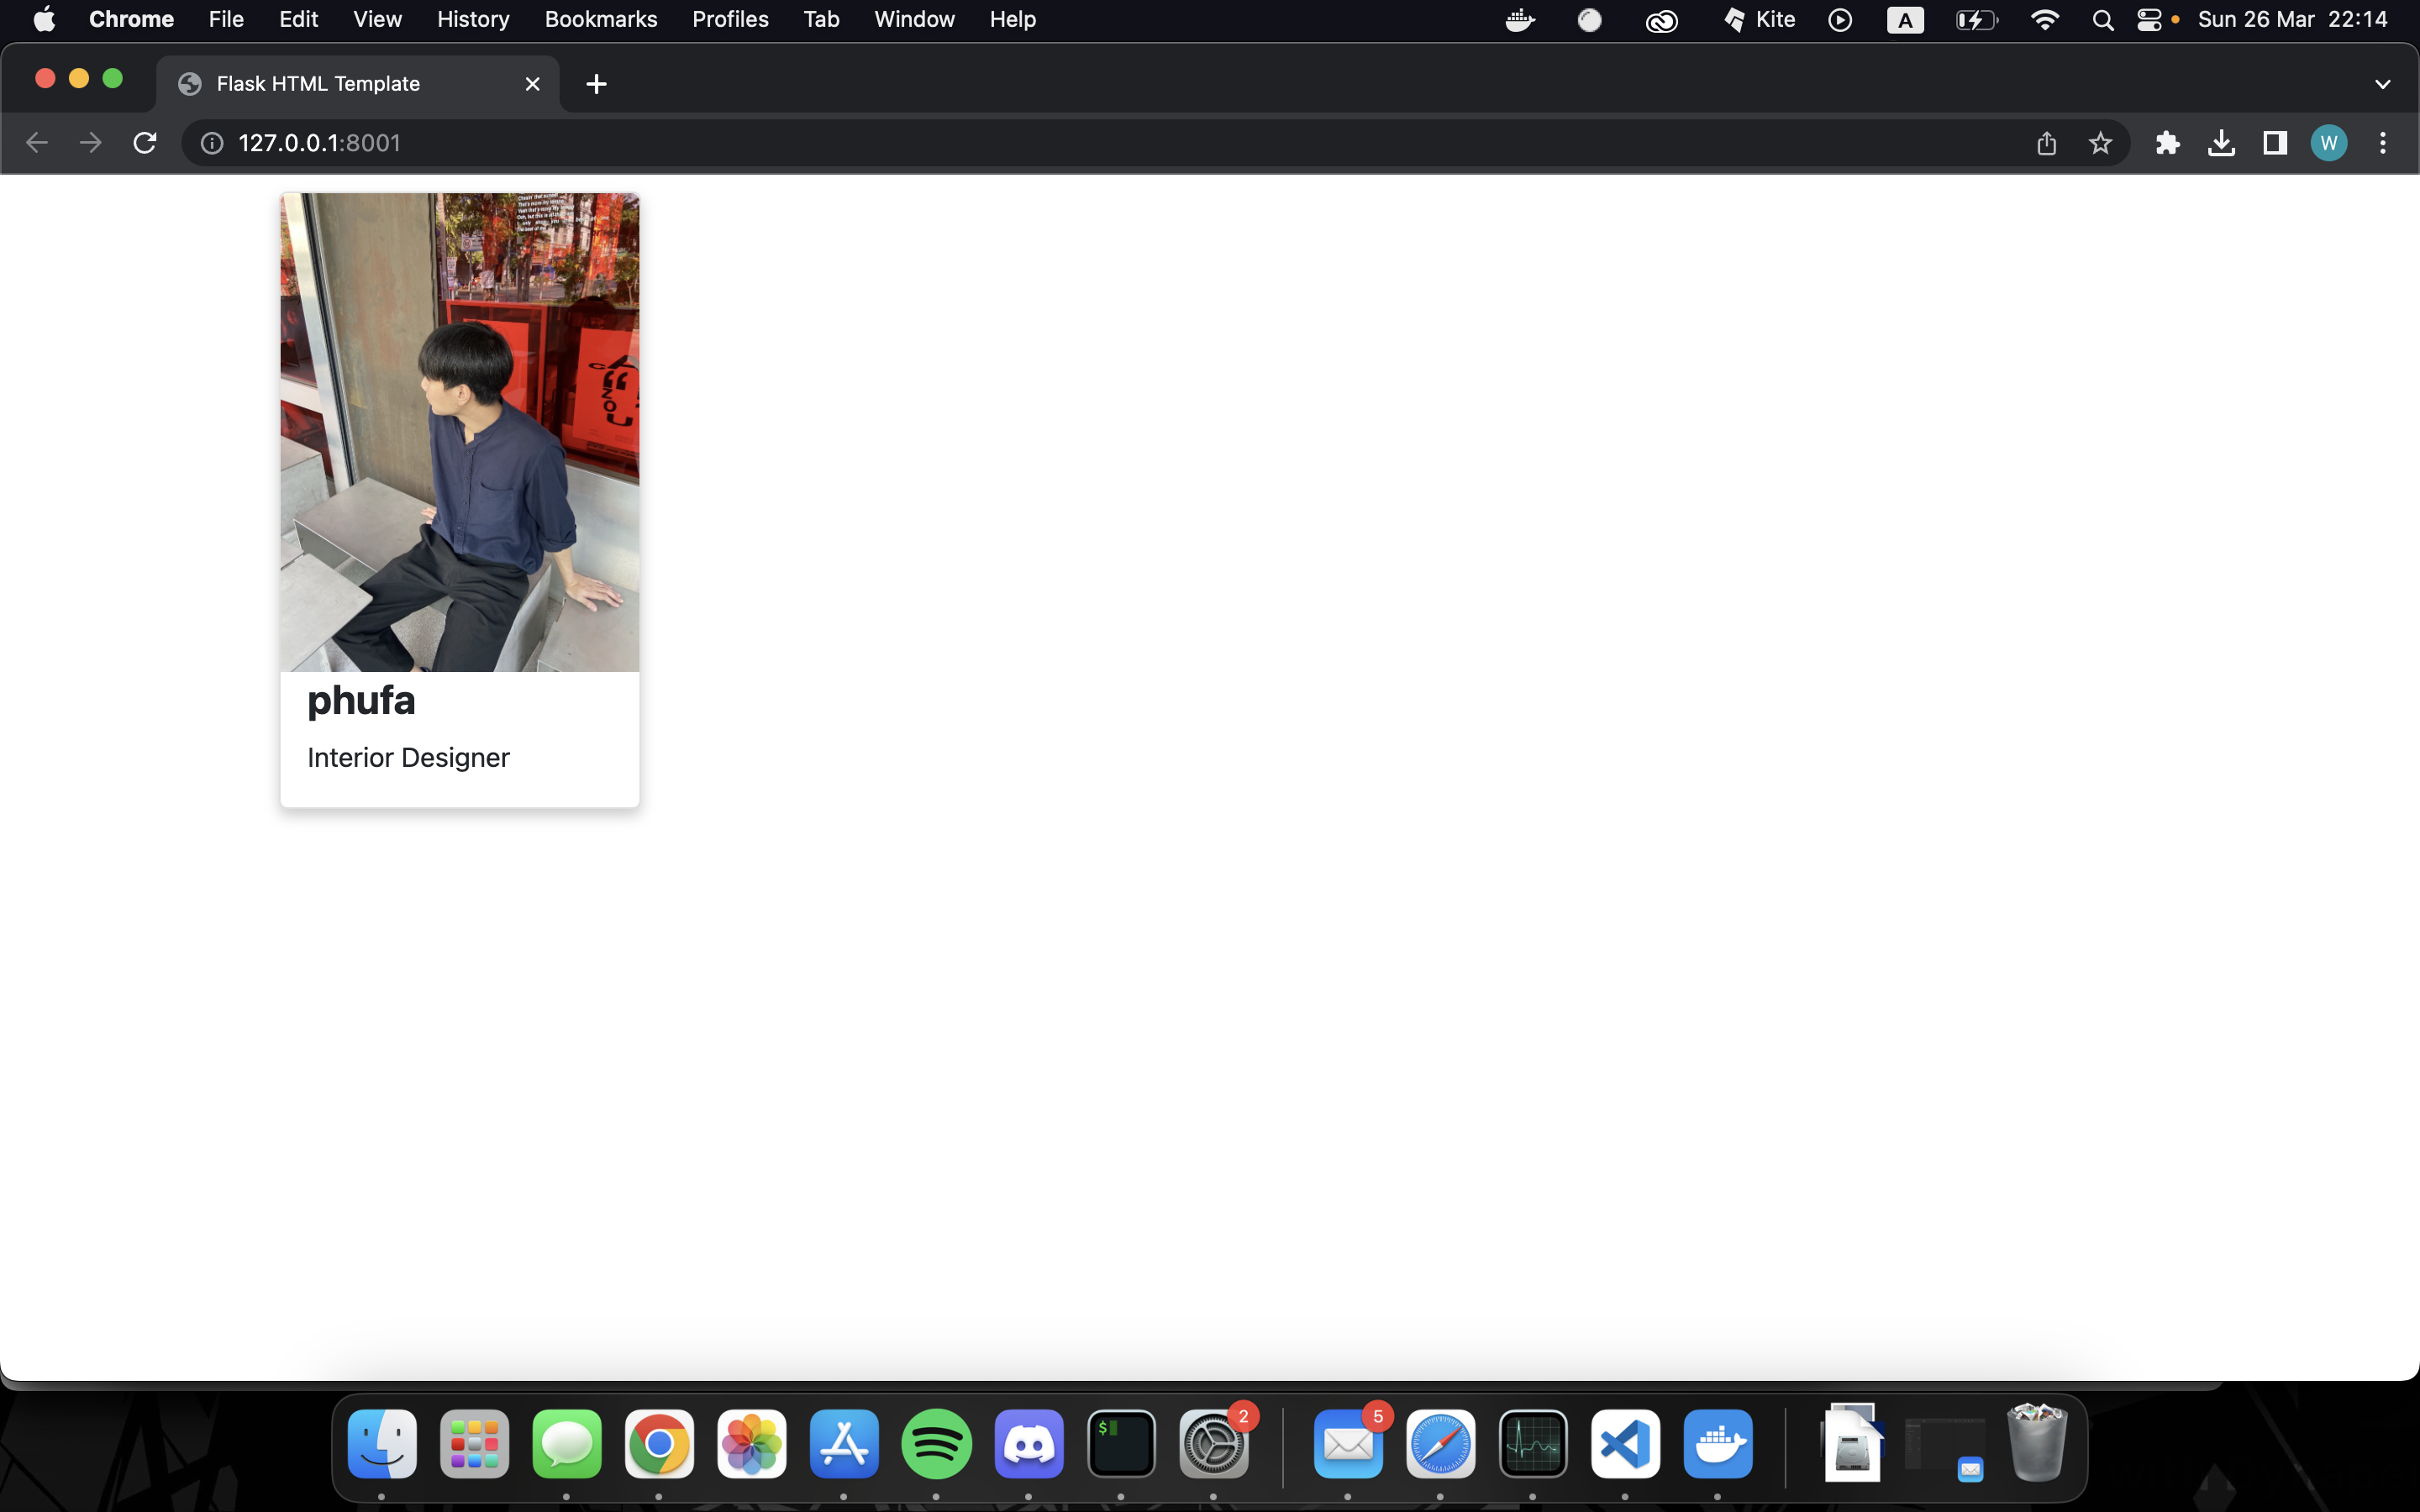 Chrome File Edit View History Bookmarks Profiles Tab Window Help Kite A Sun 26 Mar 22:14
Flask HTML Template
127.0.0.1:8001
W
phufa
Interior Designer
$
2
5